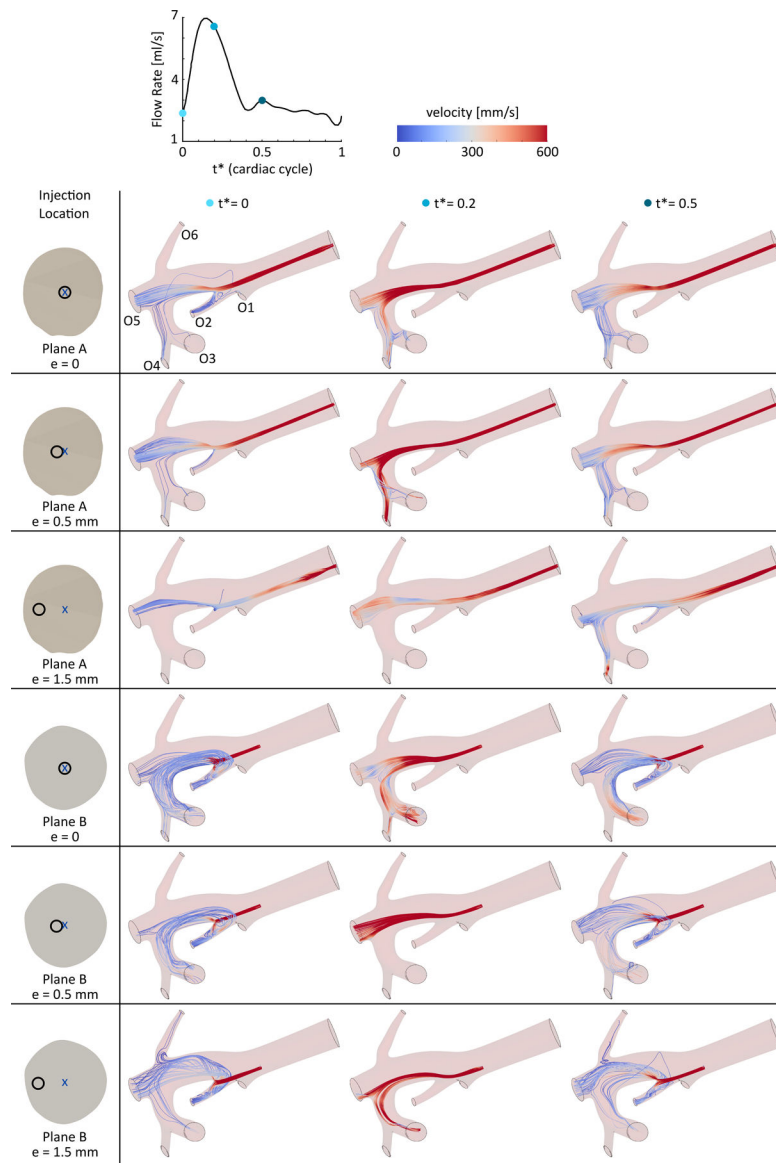 7
4
1
Flow Rate [ml/s]
0
0.5
1
t* (cardiac cycle)
velocity [mm/s]
0
300
600
Injection
Location
t*= 0
t*= 0.2
t*= 0.5
O6
O1
O2
O5
O3
O4
x
Plane A
e = 0
x
Plane A
e = 0.5 mm
x
Plane A
e = 1.5 mm
x
Plane B
e = 0
x
Plane B
e = 0.5 mm
x
Plane B
e = 1.5 mm